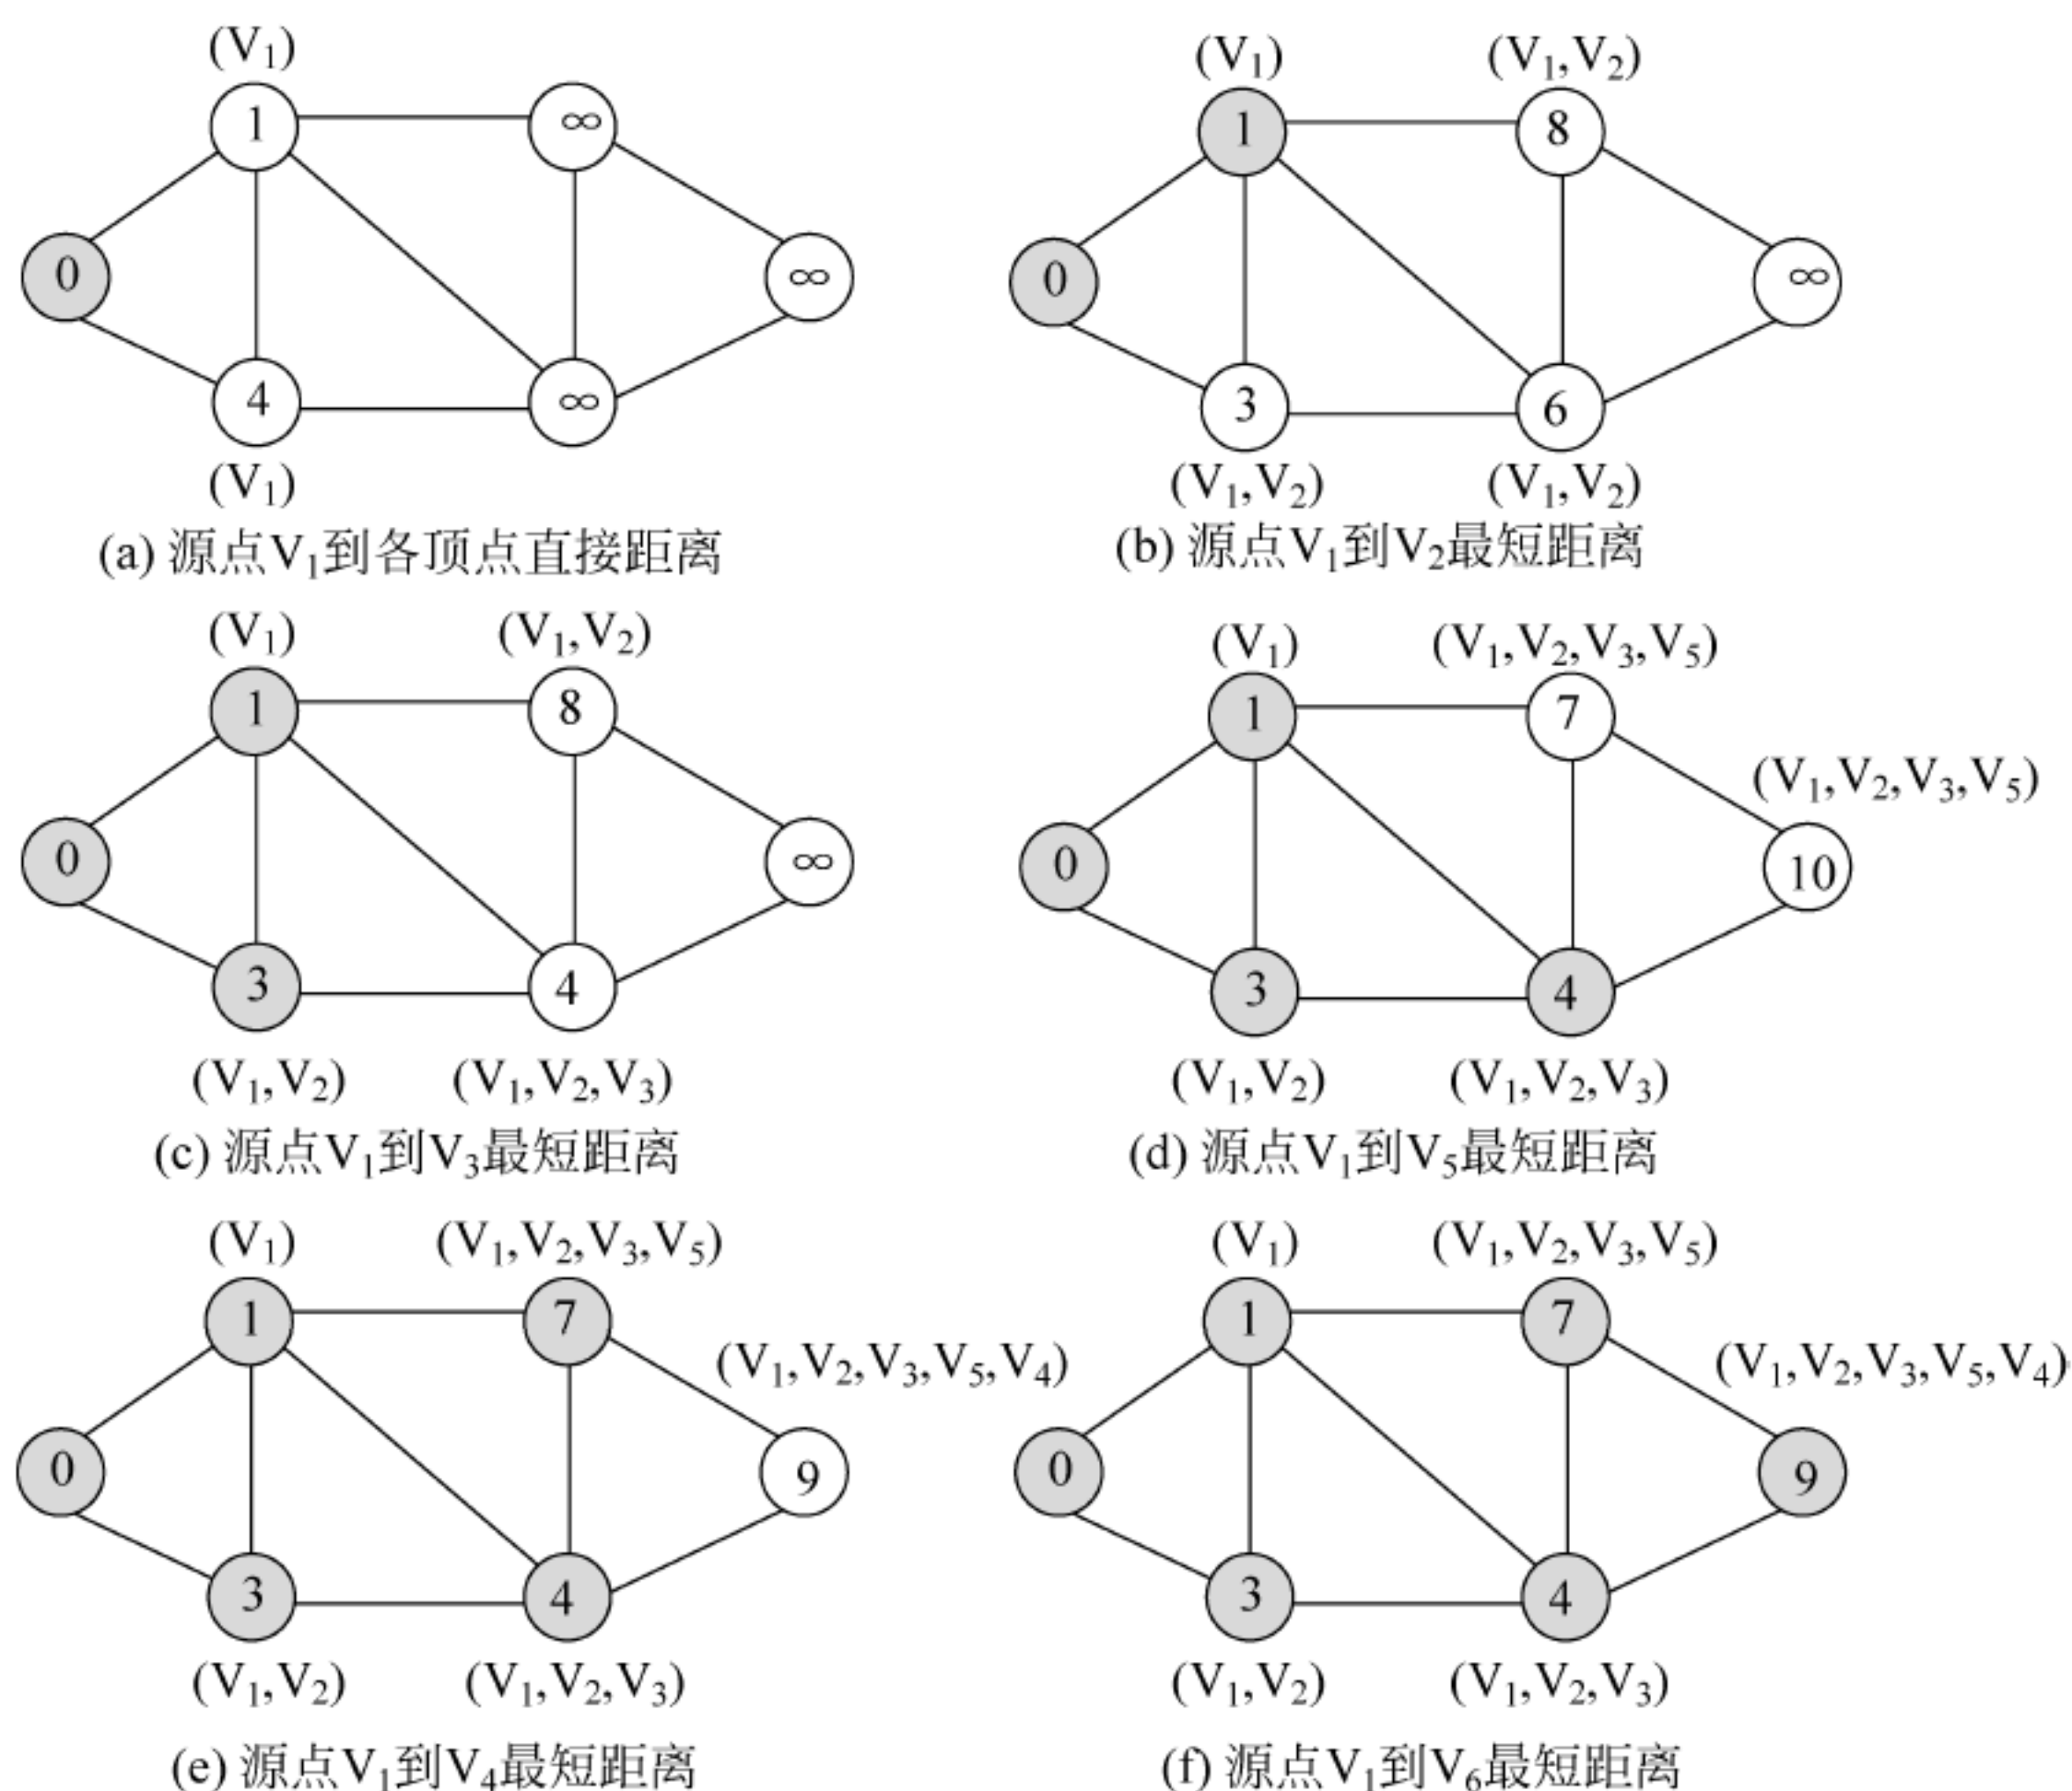 (V₁)
1 ∞
0 ∞
4 ∞
(V₁)
(a) 源点V₁到各顶点直接距离
(V₁) (V₁,V₂)
1 8
0 ∞
3 6
(V₁,V₂) (V₁,V₂)
(b) 源点V₁到V₂最短距离
(V₁) (V₁,V₂)
1 8
0 ∞
3 4
(V₁,V₂) (V₁,V₂,V₃)
(c) 源点V₁到V₃最短距离
(V₁) (V₁,V₂,V₃,V₅)
1 7
(V₁,V₂,V₃,V₅)
0 10
3 4
(V₁,V₂) (V₁,V₂,V₃)
(d) 源点V₁到V₅最短距离
(V₁) (V₁,V₂,V₃,V₅)
1 7
(V₁,V₂,V₃,V₅,V₄)
0 9
3 4
(V₁,V₂) (V₁,V₂,V₃)
(e) 源点V₁到V₄最短距离
(V₁) (V₁,V₂,V₃,V₅)
1 7
(V₁,V₂,V₃,V₅,V₄)
0 9
3 4
(V₁,V₂) (V₁,V₂,V₃)
(f) 源点V₁到V₆最短距离